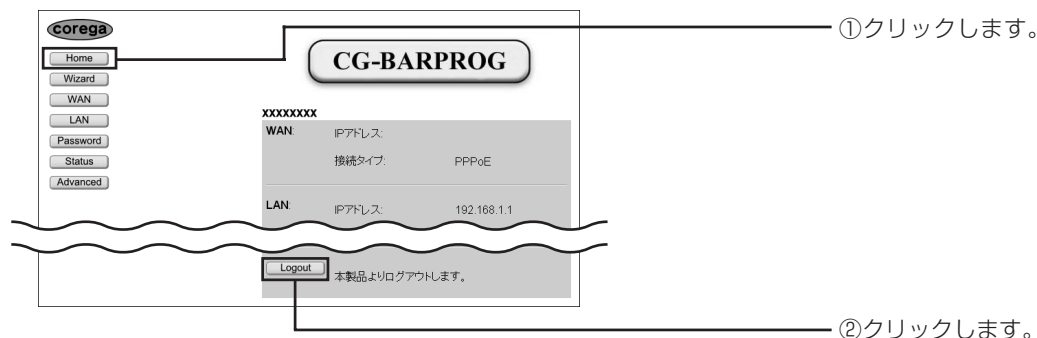 corega
①クリックします。
Home
CG-BARPROG
Wizard
WAN
LAN
Password
Status
Advanced
xxxxxxxx
WAN: IPアドレス:
接続タイプ: PPPoE
LAN: IPアドレス: 192.168.1.1
Logout 本製品よりログアウトします。
②クリックします。